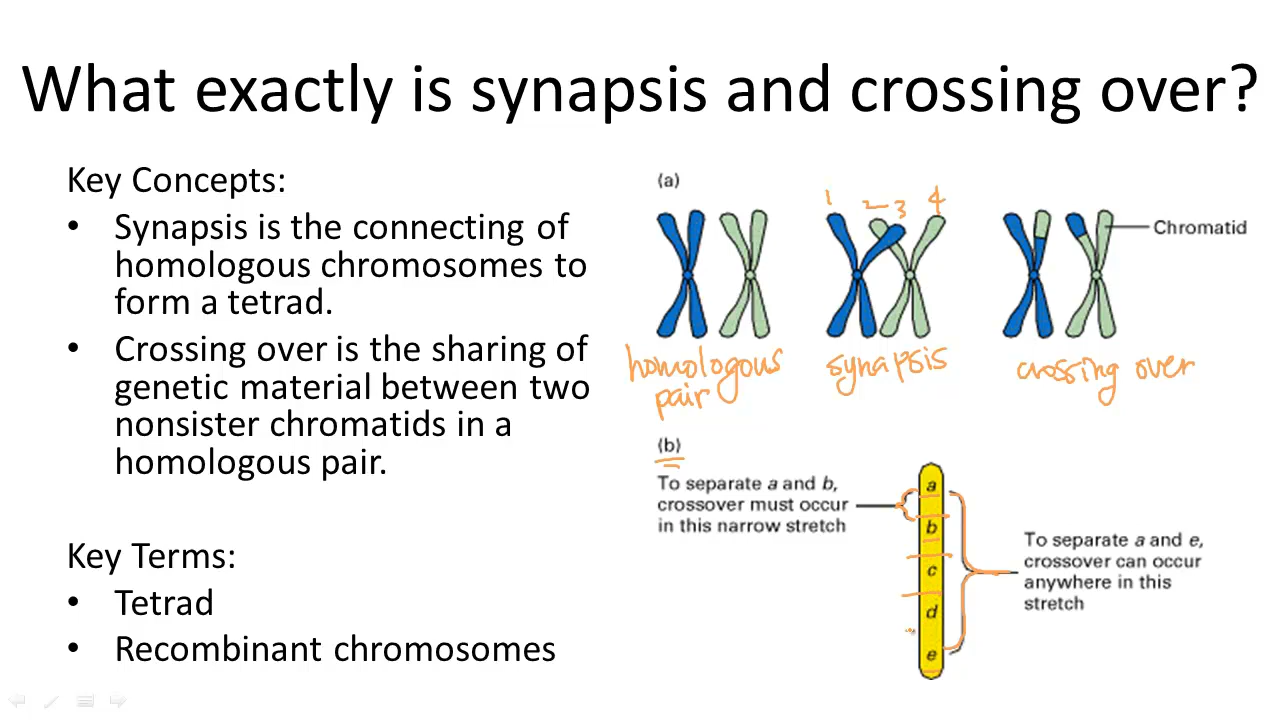 What exactly is synapsis and crossing over?
Key Concepts:
• Synapsis is the connecting of
homologous chromosomes to
form a tetrad.
• Crossing over is the sharing of
genetic material between two
nonsister chromatids in a
homologous pair.
Key Terms:
• Tetrad
• Recombinant chromosomes
(a)
1 2 3 4
Chromatid
homologous
pair
synapsis
crossing over
(b)
To separate a and b,
crossover must occur
in this narrow stretch
a
b
c
d
e
To separate a and e,
crossover can occur
anywhere in this
stretch